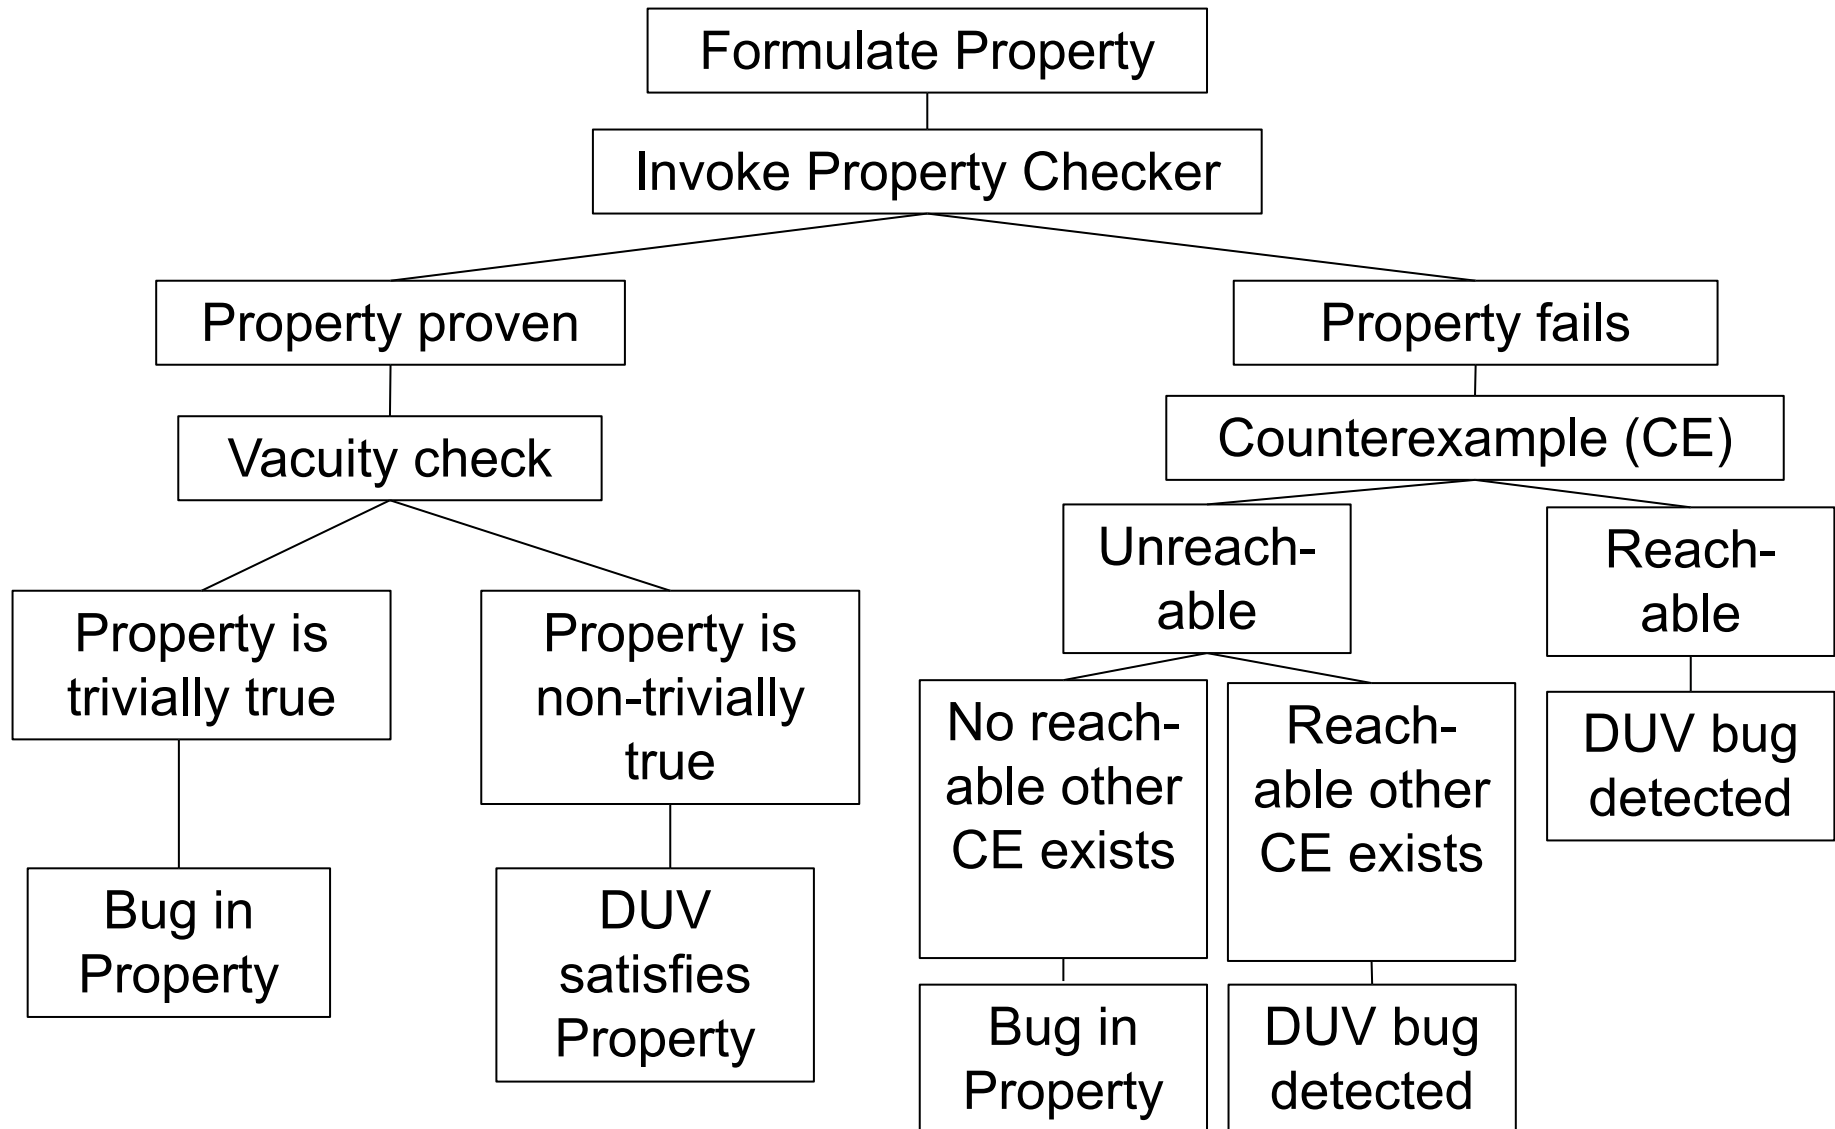 Formulate Property
Invoke Property Checker
Property proven
Property fails
Vacuity check
Counterexample (CE)
Unreach-
able
Reach-
able
Property is
trivially true
Property is
non-trivially
true
No reach-
able other
CE exists
Reach-
able other
CE exists
DUV bug
detected
Bug in
Property
DUV
satisfies
Property
Bug in
Property
DUV bug
detected